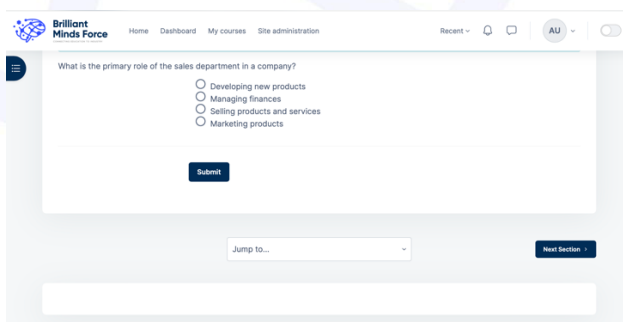 Brilliant
Minds Force
Home Dashboard My courses Site administration Recent AU
What is the primary role of the sales department in a company?
Developing new products
Managing finances
Selling products and services
Marketing products
Submit
Jump to...
Next Section